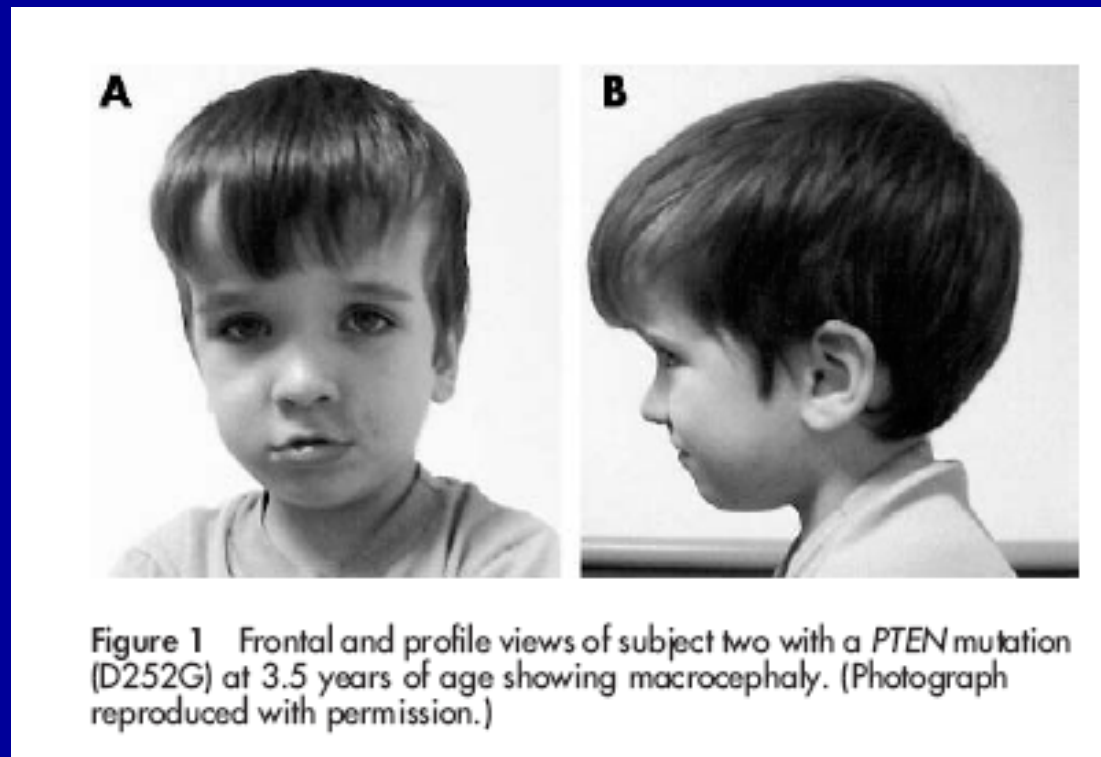 A
B
Figure 1 Frontal and profile views of subject two with a PTEN mutation
(D252G) at 3.5 years of age showing macrocephaly. (Photograph
reproduced with permission.)